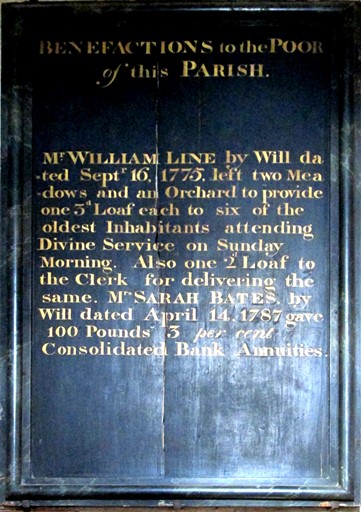 BENEFACTIONS to the POOR
of this PARISH.
Mr WILLIAM LINE by Will da
-ted Septr 16, 1775, left two Mea
-dows and an Orchard to provide
one 3d Loaf each to six of the
oldest Inhabitants attending
Divine Service on Sunday
Morning. Also one 2d Loaf to
the Clerk for delivering the
same. Mrs SARAH BATES, by
Will dated April 14, 1787 gave
100 Pounds 3 per cent
Consolidated Bank Annuities.